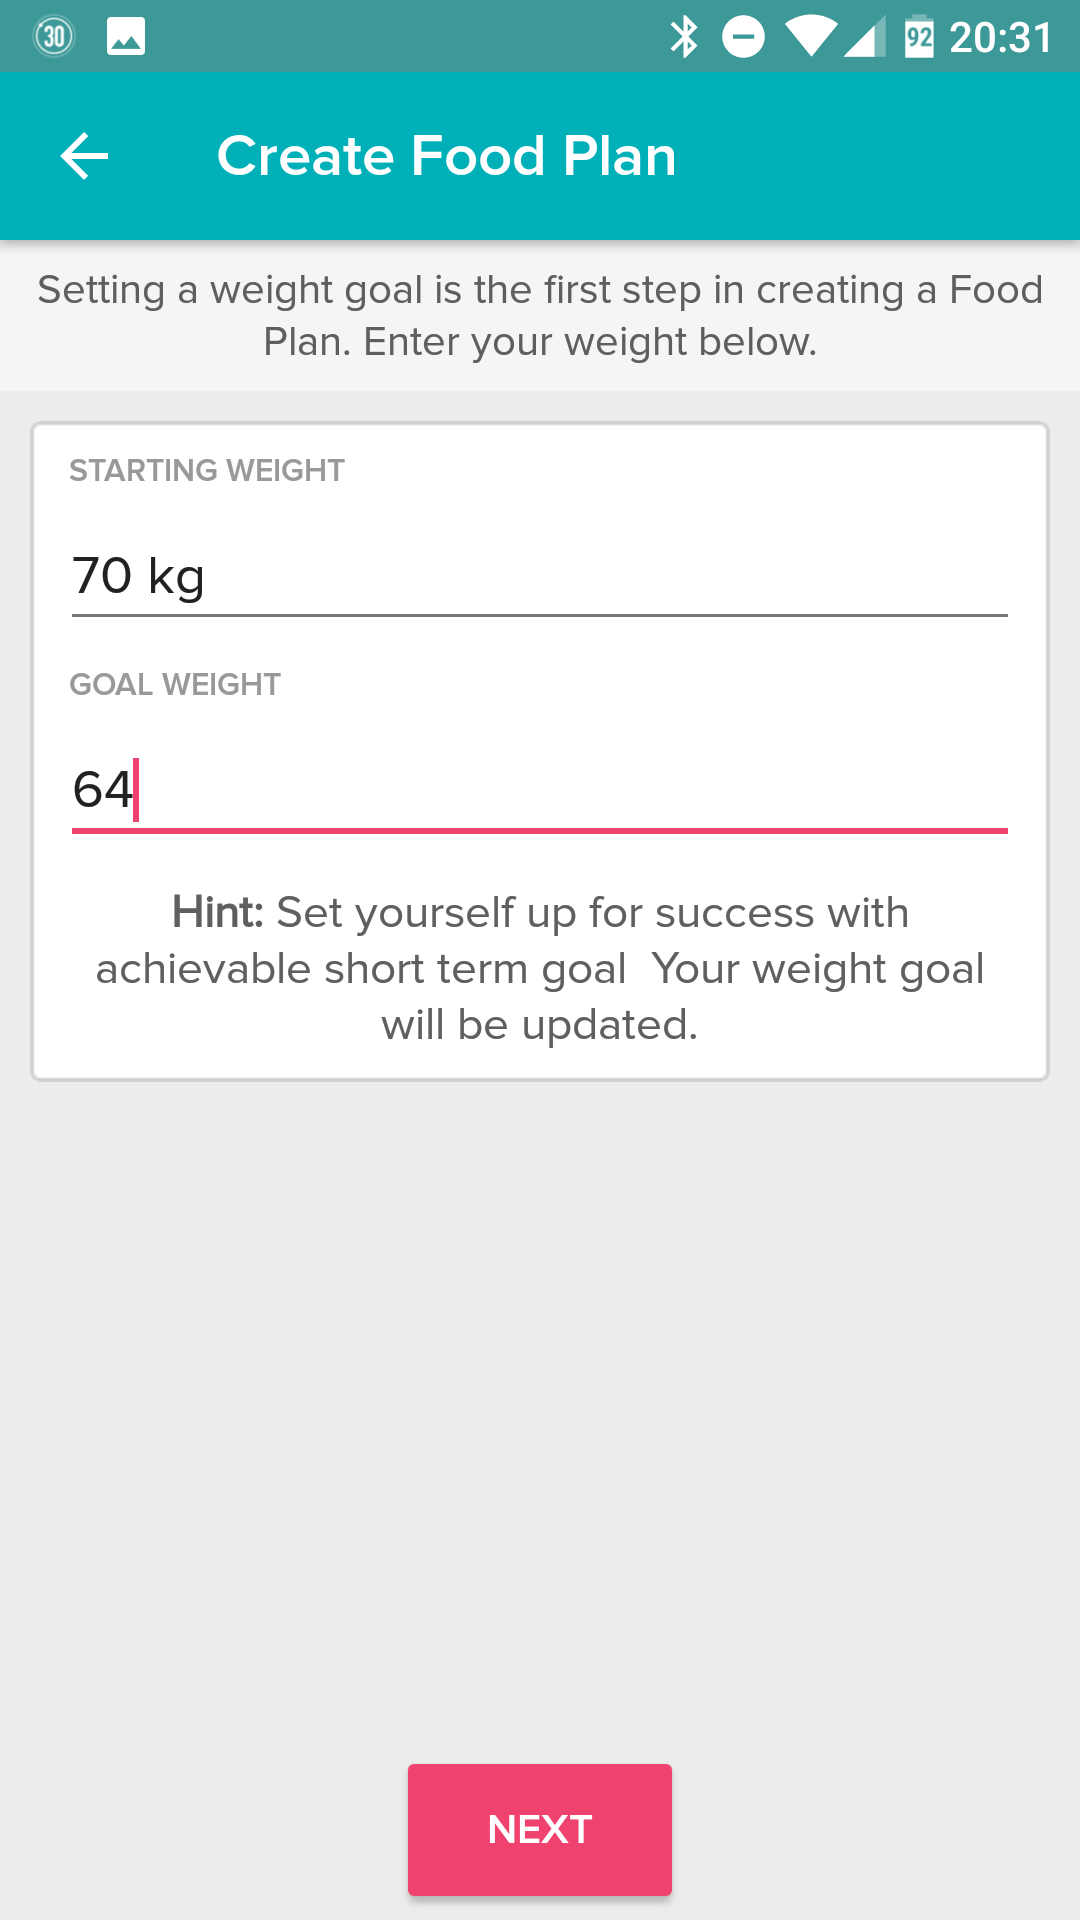 30
92 20:31
Create Food Plan
Setting a weight goal is the first step in creating a Food
Plan. Enter your weight below.
STARTING WEIGHT
70 kg
GOAL WEIGHT
64
Hint: Set yourself up for success with
achievable short term goal  Your weight goal
will be updated.
NEXT